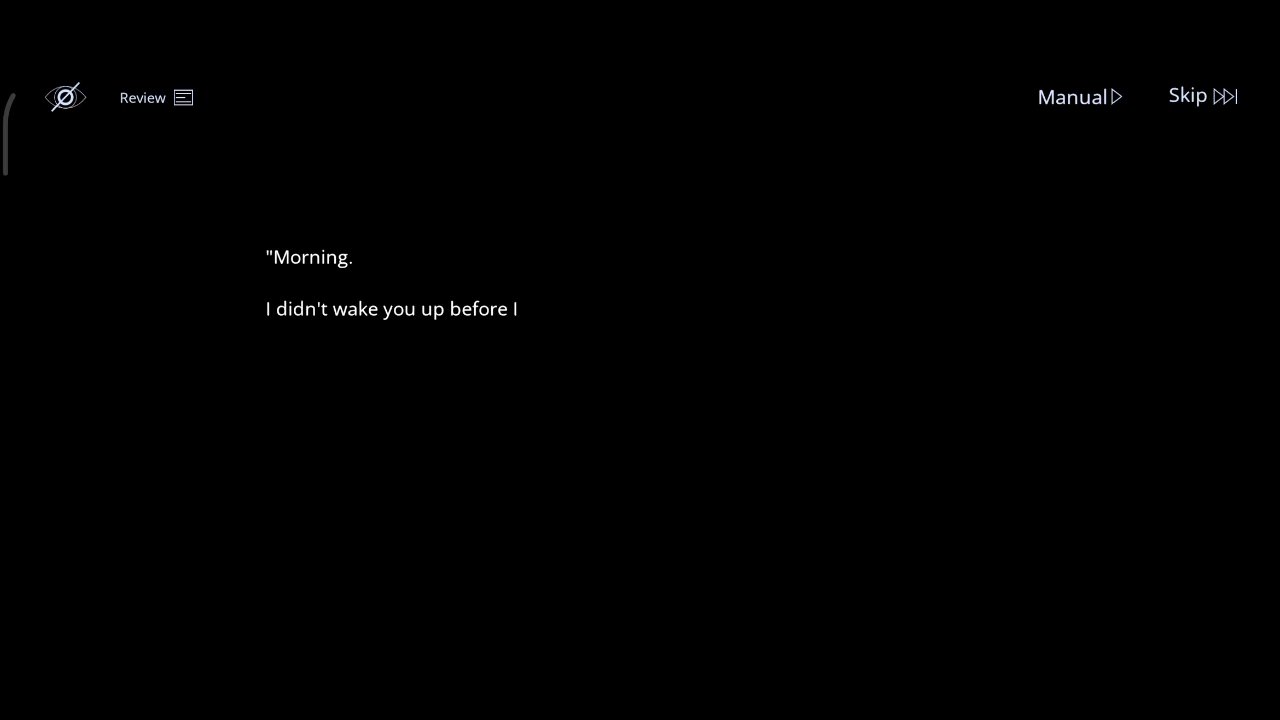 Review
Manual
Skip
"Morning.
I didn't wake you up before I